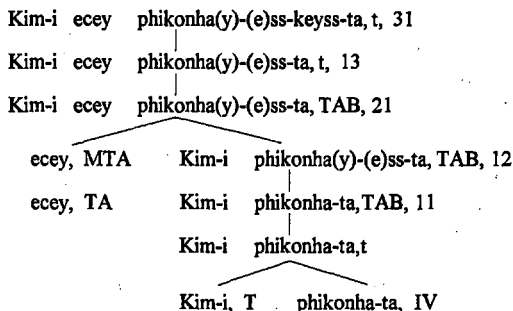 Kim-i ecey phikonha(y)-(e)ss-keyss-ta, t, 31
Kim-i ecey phikonha(y)-(e)ss-ta, t, 13
Kim-i ecey phikonha(y)-(e)ss-ta, TAB, 21
ecey, MTA Kim-i phikonha(y)-(e)ss-ta, TAB, 12
ecey, TA Kim-i phikonha-ta, TAB, 11
Kim-i phikonha-ta,t
Kim-i, T phikonha-ta, IV